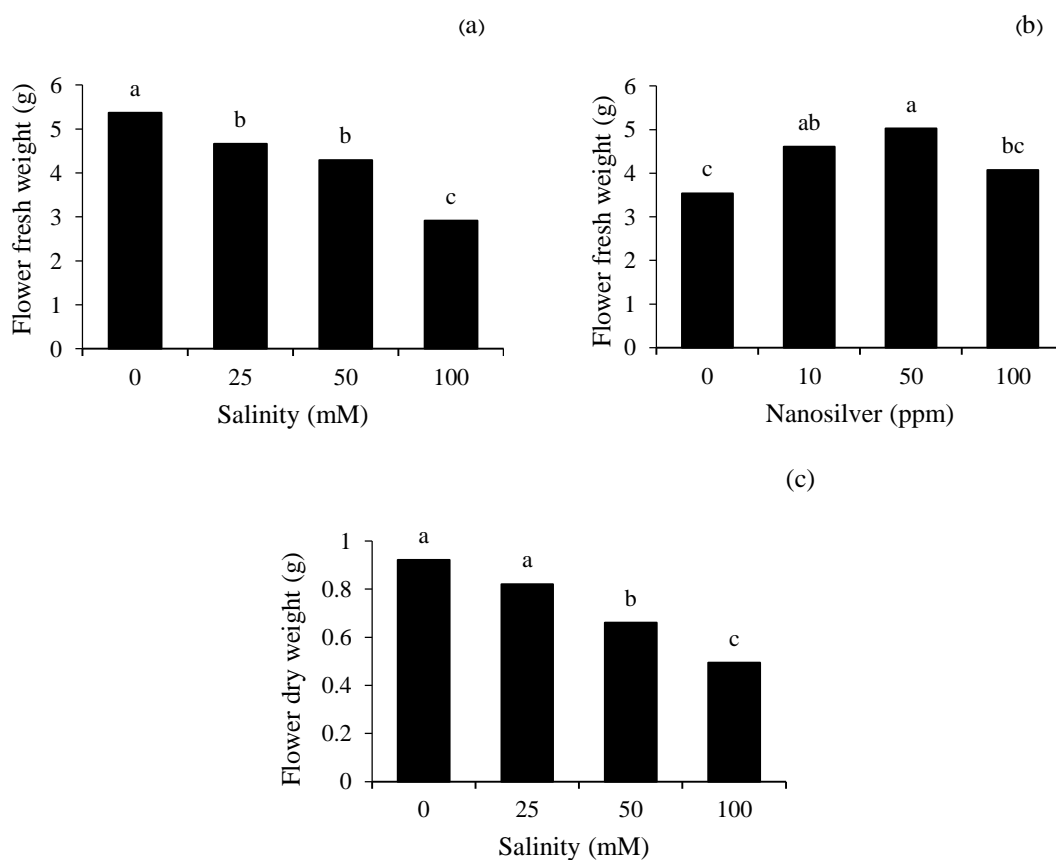 (a)
Flower fresh weight (g)
6
5
4
3
2
1
0
a
b
b
c
0 25 50 100
Salinity (mM)
(b)
Flower fresh weight (g)
6
5
4
3
2
1
0
c
ab
a
bc
0 10 50 100
Nanosilver (ppm)
(c)
Flower dry weight (g)
1
0.8
0.6
0.4
0.2
0
a
a
b
c
0 25 50 100
Salinity (mM)